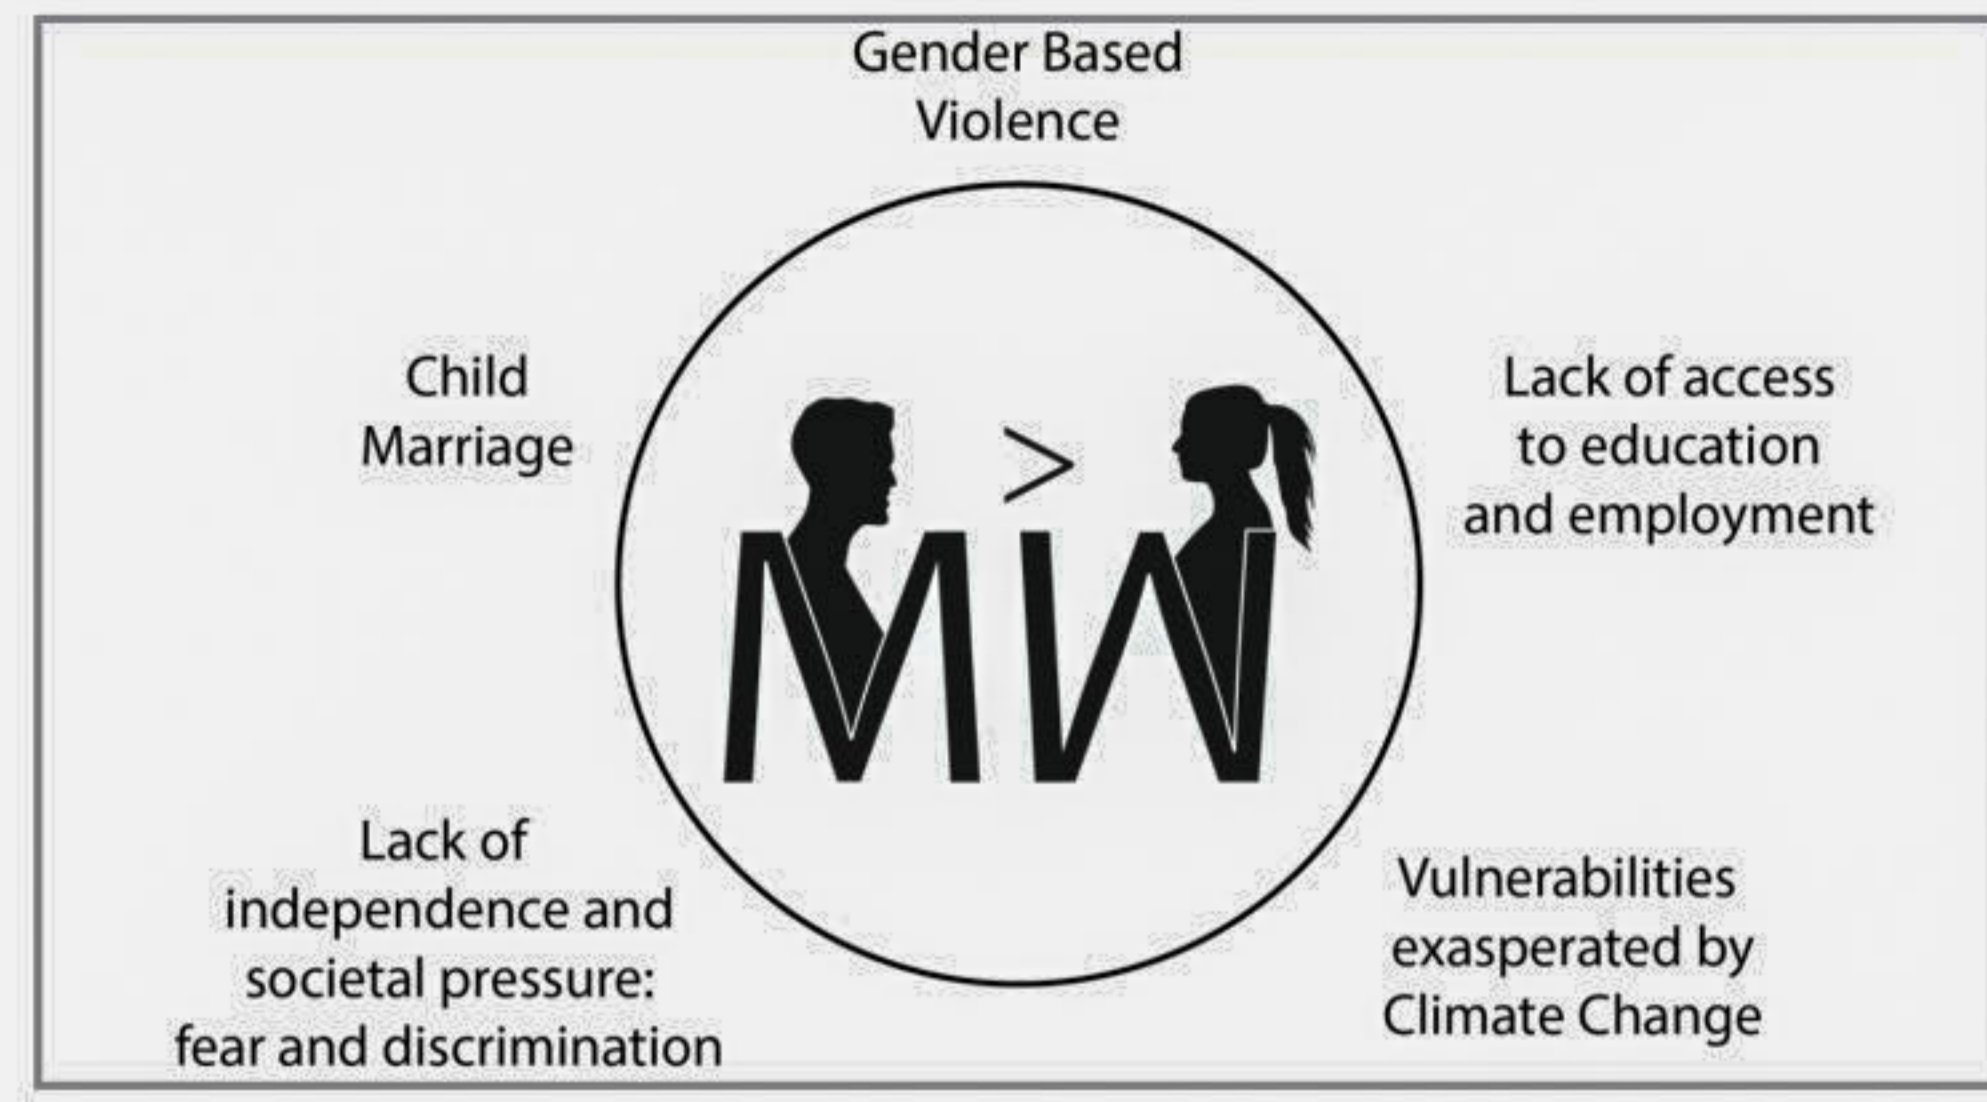 Gender Based
Violence
Child
Marriage
>
MW
Lack of access
to education
and employment
Lack of
independence and
societal pressure:
fear and discrimination
Vulnerabilities
exasperated by
Climate Change